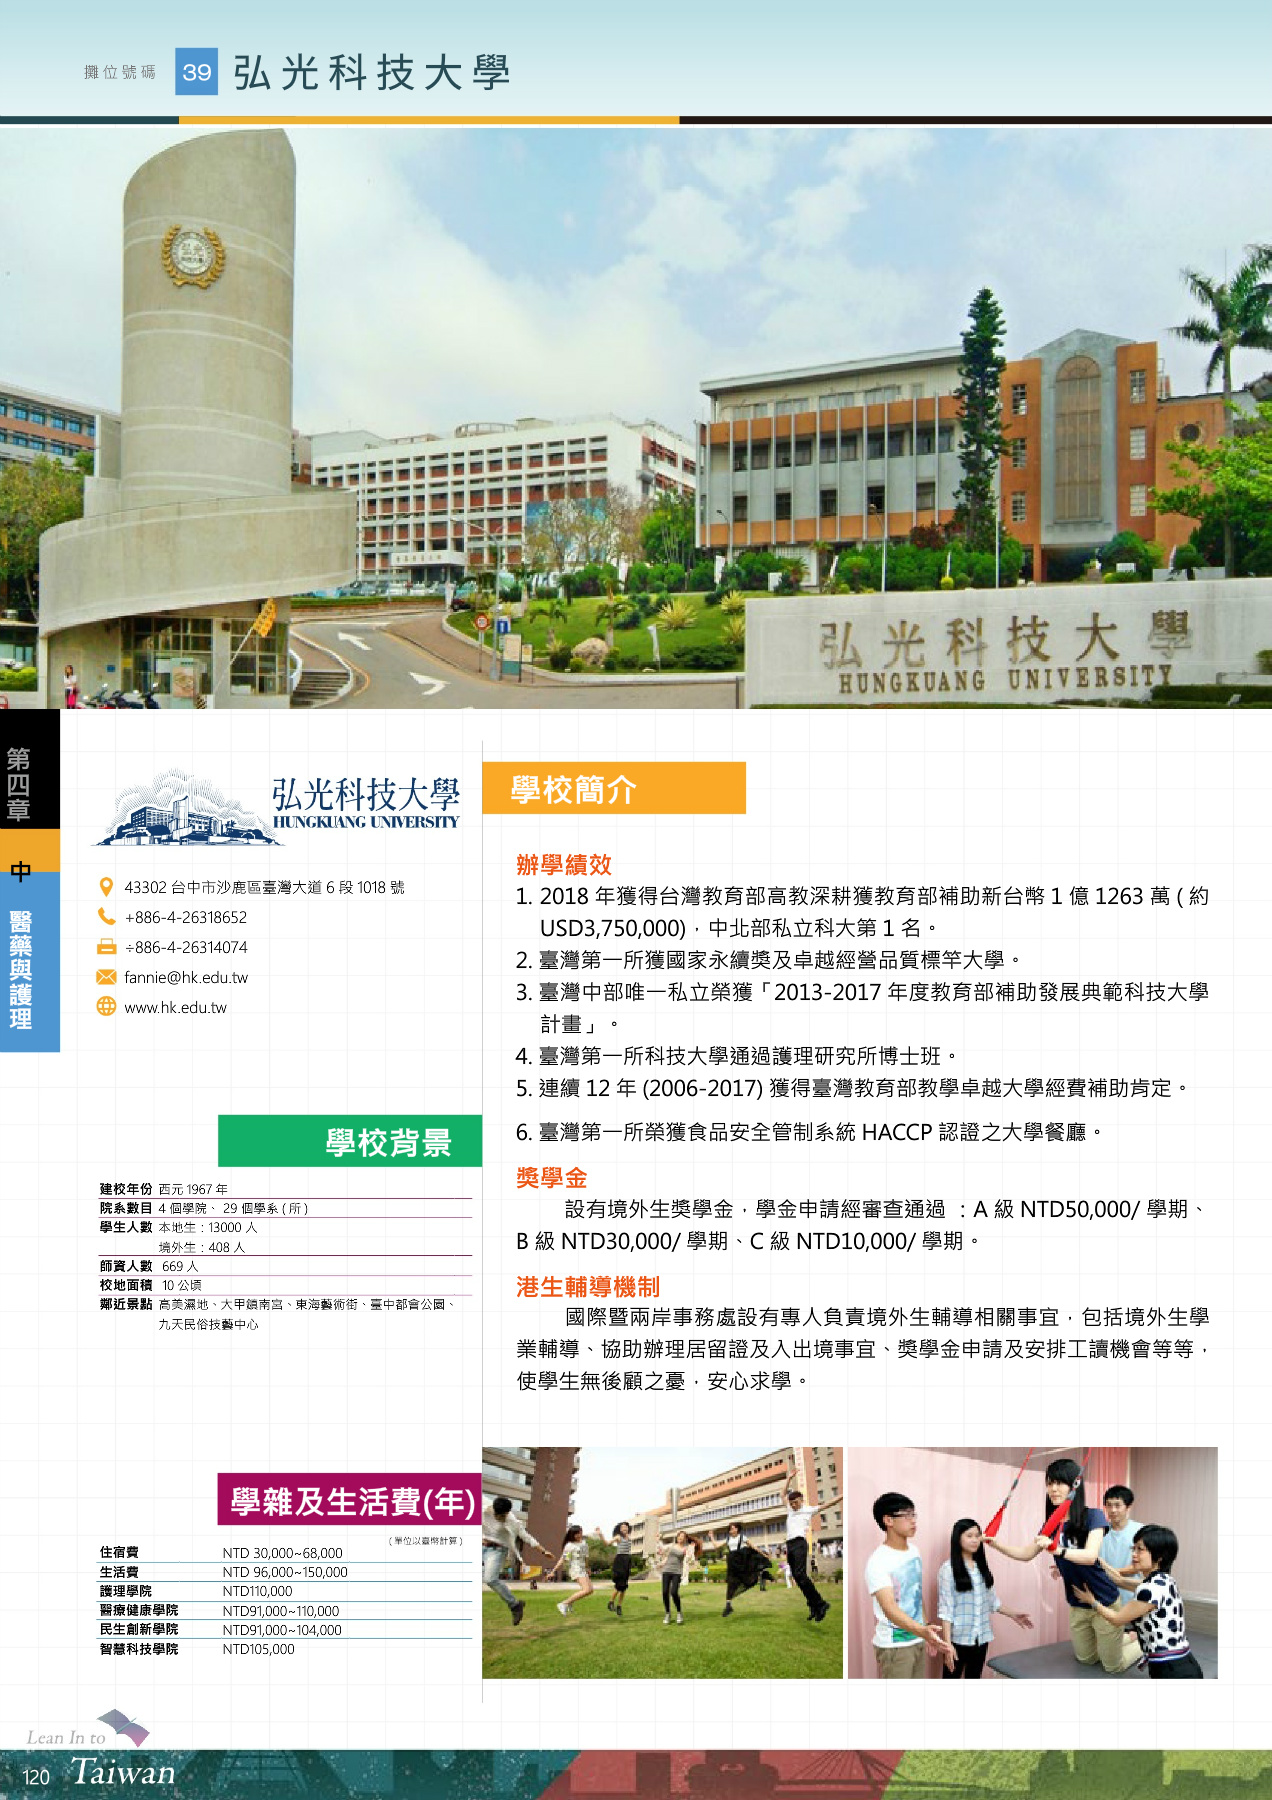 攤位號碼 39 弘光科技大學
弘光
科技大學
弘光科技大學
HUNGKUANG UNIVERSITY
第四章
中
醫藥與護理
弘光科技大學
HUNGKUANG UNIVERSITY
43302 台中市沙鹿區臺灣大道 6 段 1018 號
+886-4-26318652
÷886-4-26314074
fannie@hk.edu.tw
www.hk.edu.tw
學校背景
建校年份 西元 1967 年
院系數目 4 個學院、 29 個學系 ( 所 )
學生人數 本地生：13000 人
境外生：408 人
師資人數 669 人
校地面積 10 公頃
鄰近景點 高美濕地、大甲鎮南宮、東海藝術街、臺中都會公園、
九天民俗技藝中心
學雜及生活費(年)
( 單位以臺幣計算 )
住宿費 NTD 30,000~68,000
生活費 NTD 96,000~150,000
護理學院 NTD110,000
醫療健康學院 NTD91,000~110,000
民生創新學院 NTD91,000~104,000
智慧科技學院 NTD105,000
學校簡介
辦學績效
1. 2018 年獲得台灣教育部高教深耕獲教育部補助新台幣 1 億 1263 萬 ( 約
USD3,750,000)，中北部私立科大第 1 名。
2. 臺灣第一所獲國家永續獎及卓越經營品質標竿大學。
3. 臺灣中部唯一私立榮獲「2013-2017 年度教育部補助發展典範科技大學
計畫」。
4. 臺灣第一所科技大學通過護理研究所博士班。
5. 連續 12 年 (2006-2017) 獲得臺灣教育部教學卓越大學經費補助肯定。
6. 臺灣第一所榮獲食品安全管制系統 HACCP 認證之大學餐廳。
獎學金
設有境外生獎學金，學金申請經審查通過 ：A 級 NTD50,000/ 學期、
B 級 NTD30,000/ 學期、C 級 NTD10,000/ 學期。
港生輔導機制
國際暨兩岸事務處設有專人負責境外生輔導相關事宜，包括境外生學
業輔導、協助辦理居留證及入出境事宜、獎學金申請及安排工讀機會等等，
使學生無後顧之憂，安心求學。
Lean In to
120 Taiwan